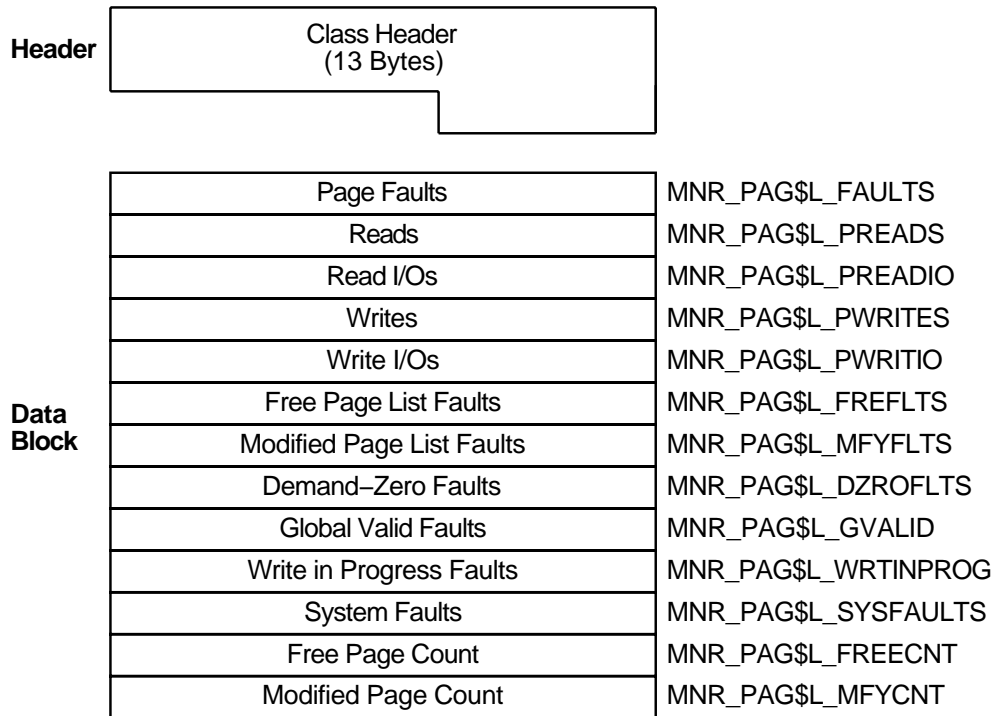 Header
Class Header
(13 Bytes)
Page Faults MNR_PAG$L_FAULTS
Reads MNR_PAG$L_PREADS
Read I/Os MNR_PAG$L_PREADIO
Writes MNR_PAG$L_PWRITES
Write I/Os MNR_PAG$L_PWRITIO
Data
Block
Free Page List Faults MNR_PAG$L_FREFLTS
Modified Page List Faults MNR_PAG$L_MFYFLTS
Demand−Zero Faults MNR_PAG$L_DZROFLTS
Global Valid Faults MNR_PAG$L_GVALID
Write in Progress Faults MNR_PAG$L_WRTINPROG
System Faults MNR_PAG$L_SYSFAULTS
Free Page Count MNR_PAG$L_FREECNT
Modified Page Count MNR_PAG$L_MFYCNT